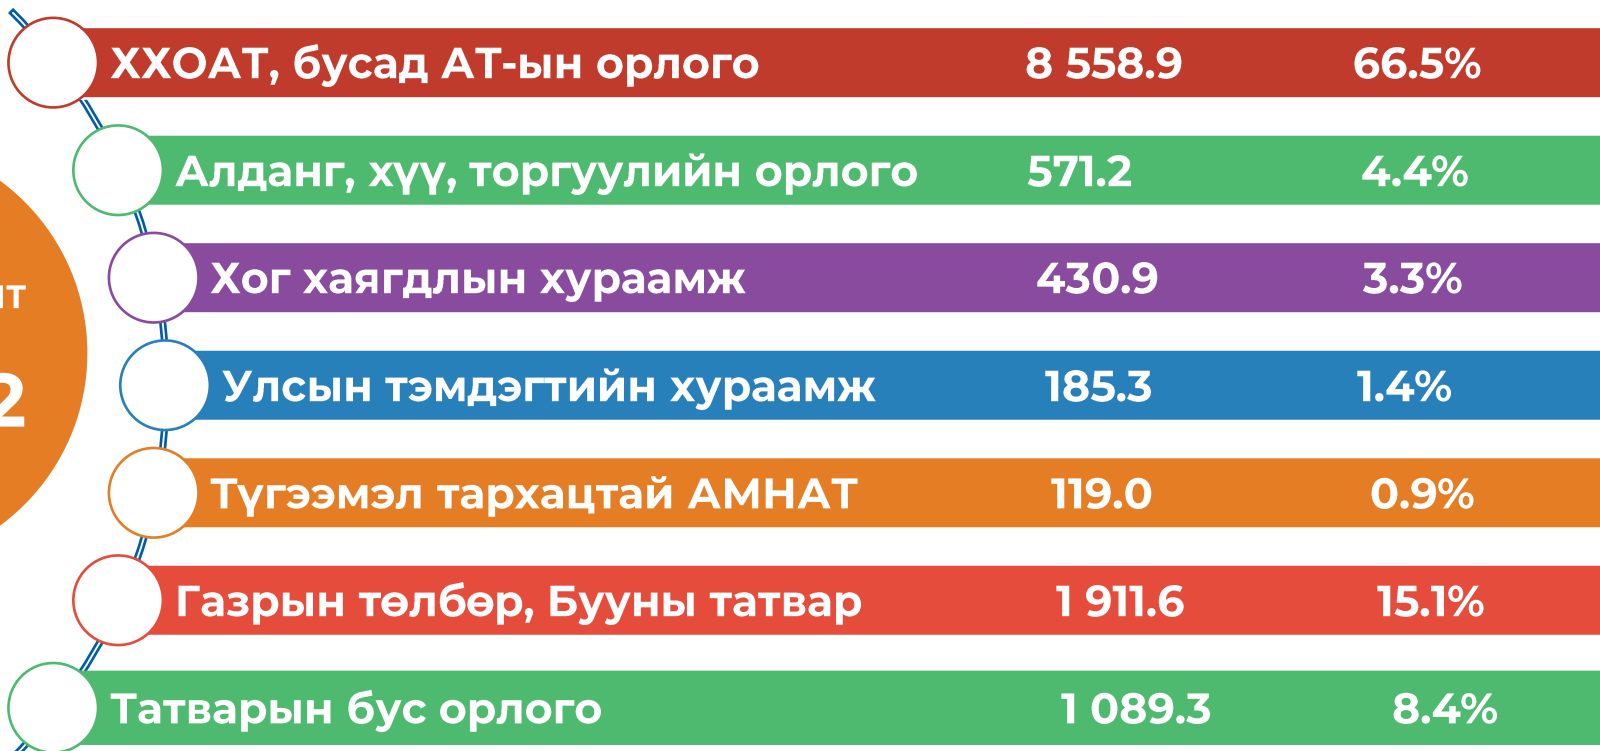 ХХОАТ, бусад АТ-ын орлого 8 558.9 66.5%
Алданг, хүү, торгуулийн орлого 571.2 4.4%
Хог хаягдлын хураамж 430.9 3.3%
Улсын тэмдэгтийн хураамж 185.3 1.4%
Түгээмэл тархацтай АМНАТ 119.0 0.9%
Газрын төлбөр, Бууны татвар 1 911.6 15.1%
Татварын бус орлого 1 089.3 8.4%